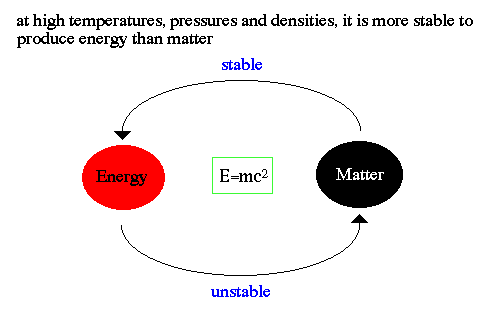 at high temperatures, pressures and densities, it is more stable to
produce energy than matter
stable
Energy
E=mc²
Matter
unstable